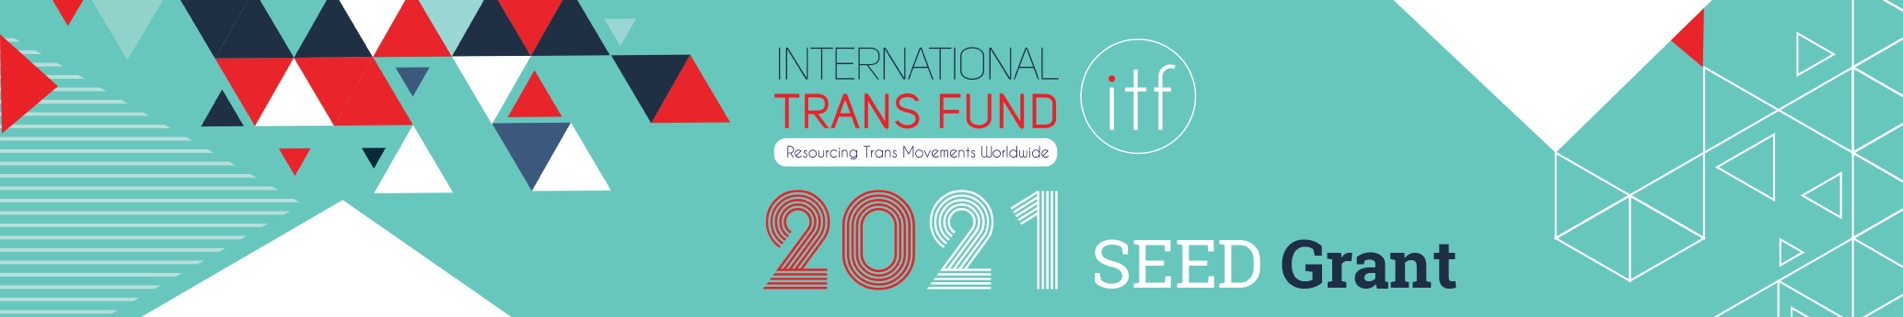 INTERNATIONAL
TRANS FUND
itf
Resourcing Trans Movements Worldwide
2021 SEED Grant